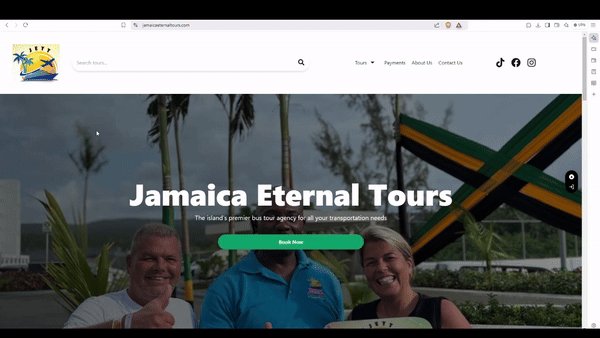 jamaicaeternaltours.com
JETT
Search tours...
Tours
Payments
About Us
Contact Us
Jamaica Eternal Tours
The island's premier bus tour agency for all your transportation needs
Book Now
JETT